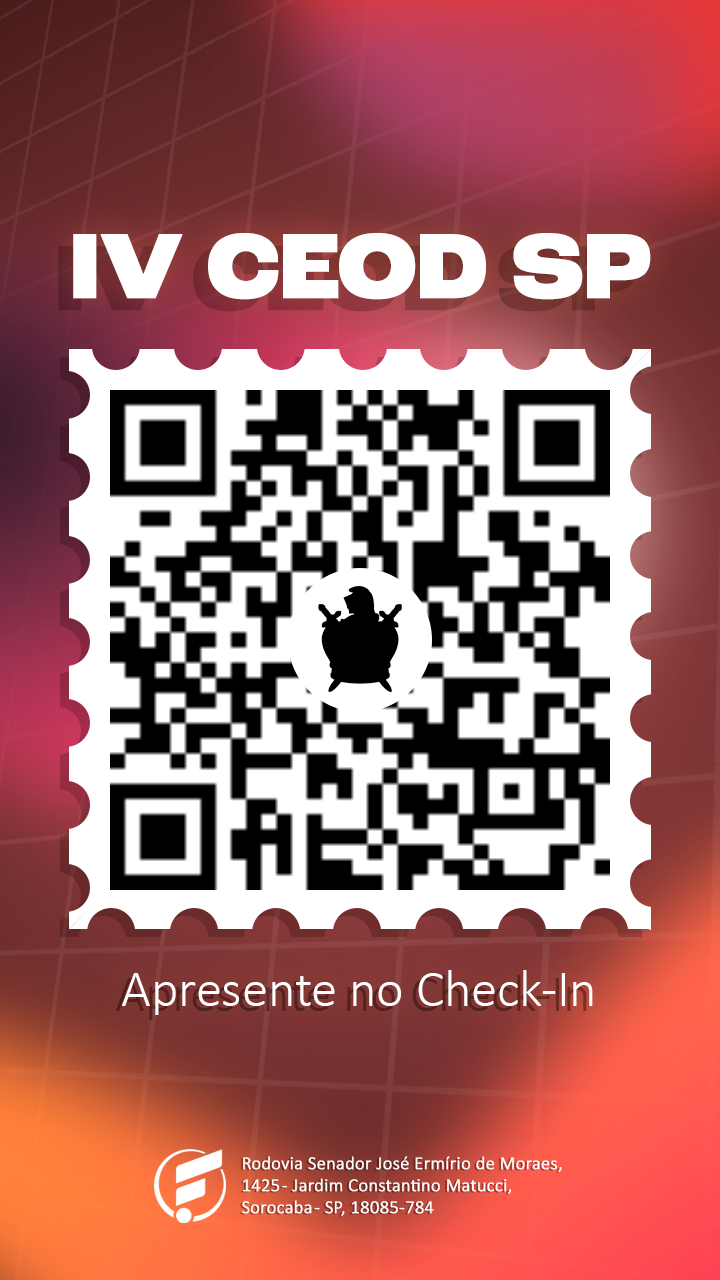 IV CEOD SP
Apresente no Check-In
Rodovia Senador José Ermírio de Moraes,
1425- Jardim Constantino Matucci,
Sorocaba- SP, 18085-784